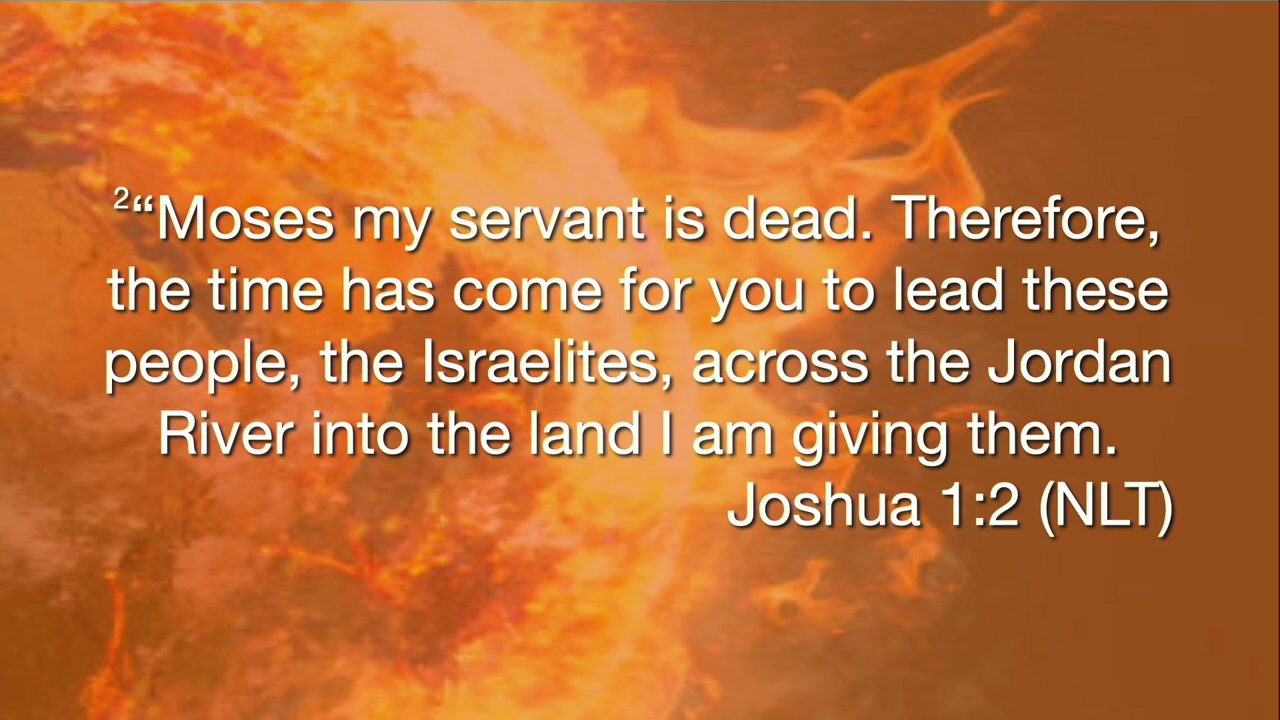 ²“Moses my servant is dead. Therefore,
the time has come for you to lead these
people, the Israelites, across the Jordan
River into the land I am giving them.
Joshua 1:2 (NLT)